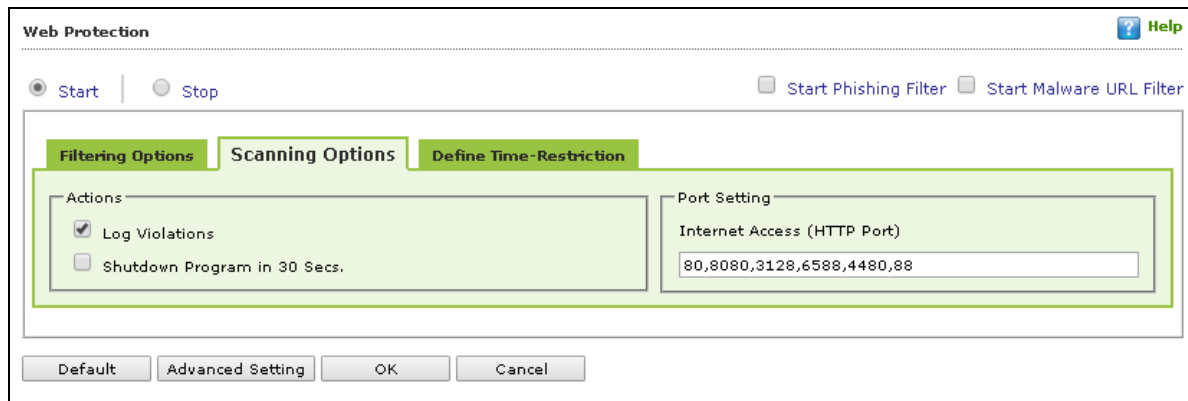 Web Protection
Help
Start
Stop
Start Phishing Filter
Start Malware URL Filter
Filtering Options
Scanning Options
Define Time-Restriction
Actions
Log Violations
Shutdown Program in 30 Secs.
Port Setting
Internet Access (HTTP Port)
80,8080,3128,6588,4480,88
Default
Advanced Setting
OK
Cancel